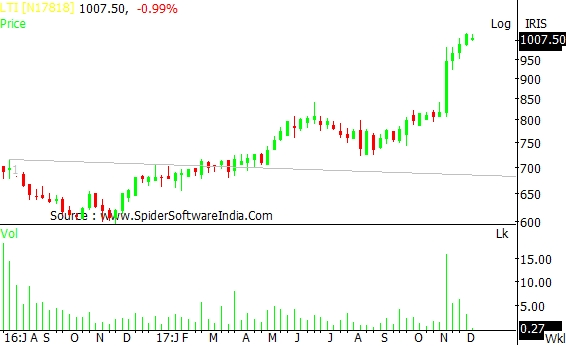 LTI [N17818] 1007.50, -0.99%
Price Log IRIS
1007.50
950
900
850
800
750
700
650
600
Source : www.SpiderSoftwareIndia.Com
Vol Lk
15.00
10.00
5.00
0.27
16:J A S O N D 17:J F M A M J J A S O N D Wkl